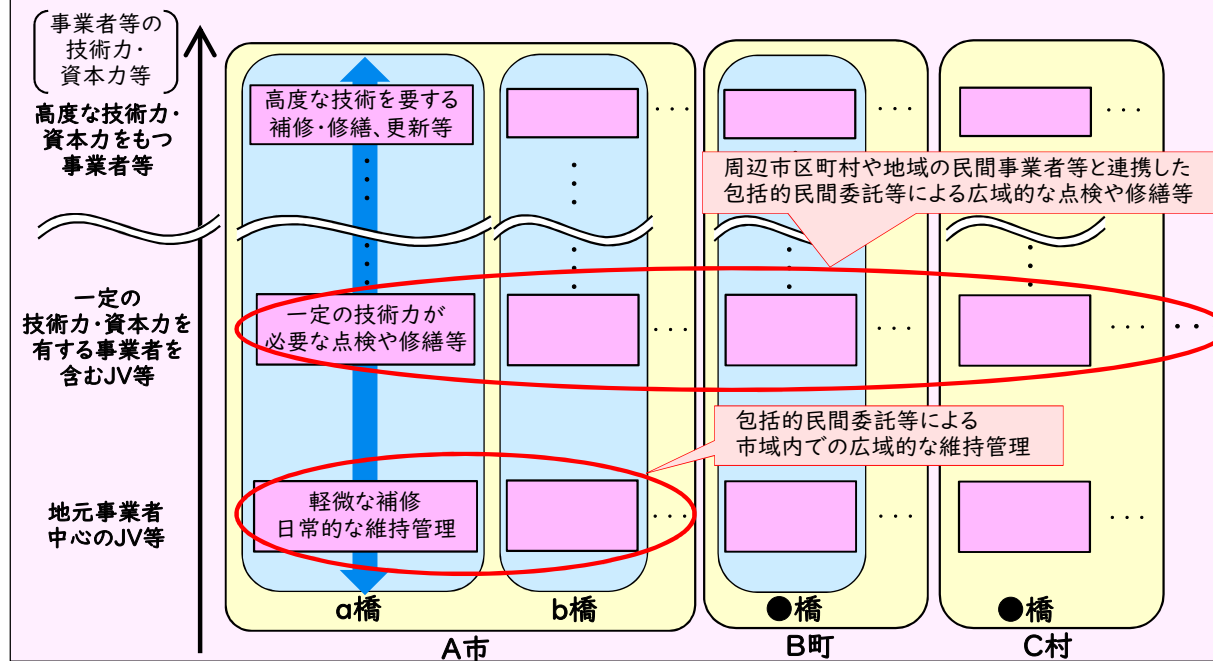 事業者等の
技術力・
資本力等
高度な技術力・
資本力をもつ
事業者等
一定の
技術力・資本力を
有する事業者を
含むJV等
地元事業者
中心のJV等
高度な技術を要する
補修・修繕、更新等
・・・
・・・
・・・
周辺市区町村や地域の民間事業者等と連携した
包括的民間委託等による広域的な点検や修繕等
一定の技術力が
必要な点検や修繕等
・・・
・・・
・・・
・・
包括的民間委託等による
市域内での広域的な維持管理
軽微な補修
日常的な維持管理
・・・
・・・
・・・
a橋
b橋
●橋
●橋
A市
B町
C村